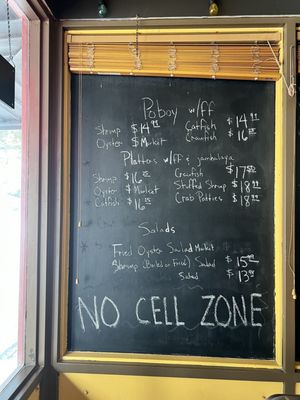 Poboy w/ff
Shrimp $14.99 Catfish $14.99
Oyster $Market Crawfish $16.99
Platters w/ff & jambalaya
Shrimp $16.99 Crawfish $17.99
Oyster $Market Stuffed Shrimp $18.99
Catfish $16.99 Crab Patties $18.99
Salads
Fried Oyster Salad Market
Shrimp (Boiled or Fried) Salad $15.99
Salad $13.99
NO CELL ZONE